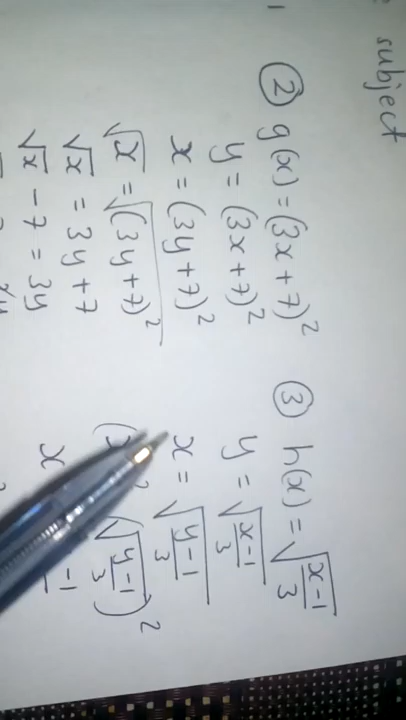 subject
② g(x) = (3x + 7)²
y = (3x + 7)²
x = (3y + 7)²
√x = √(3y + 7)²
√x = 3y + 7
√x - 7 = 3y
③ h(x) = √((x-1)/3)
y = √((x-1)/3)
x = √((y-1)/3)
(√((y-1)/3))²
x
-1